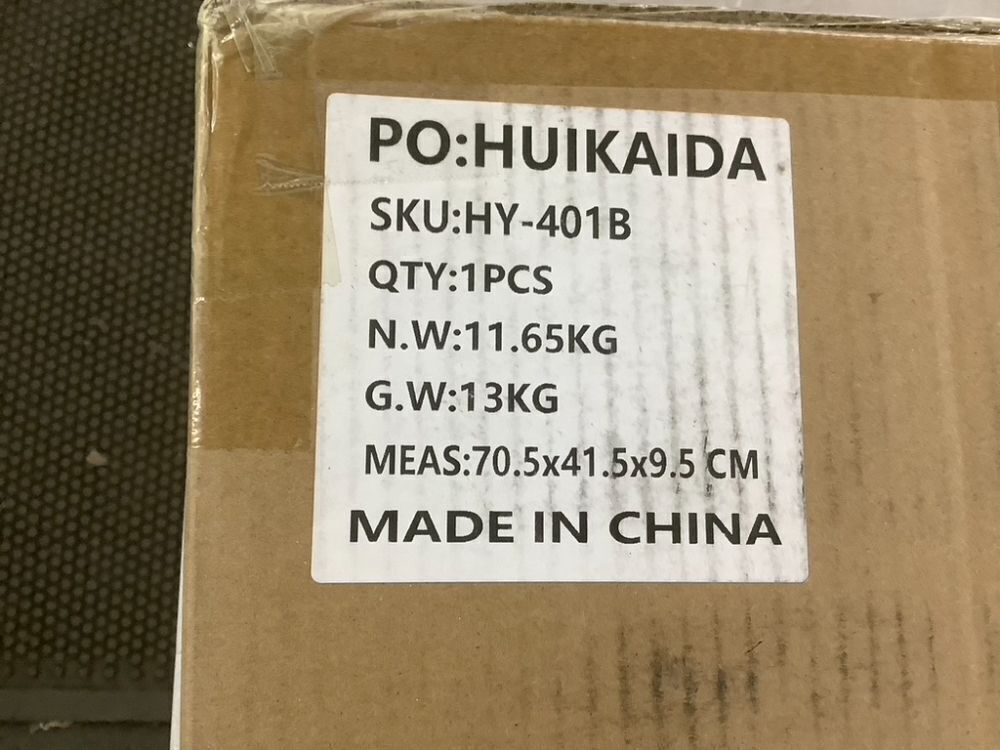 PO:HUIKAIDA
SKU:HY-401B
QTY:1PCS
N.W:11.65KG
G.W:13KG
MEAS:70.5x41.5x9.5 CM
MADE IN CHINA